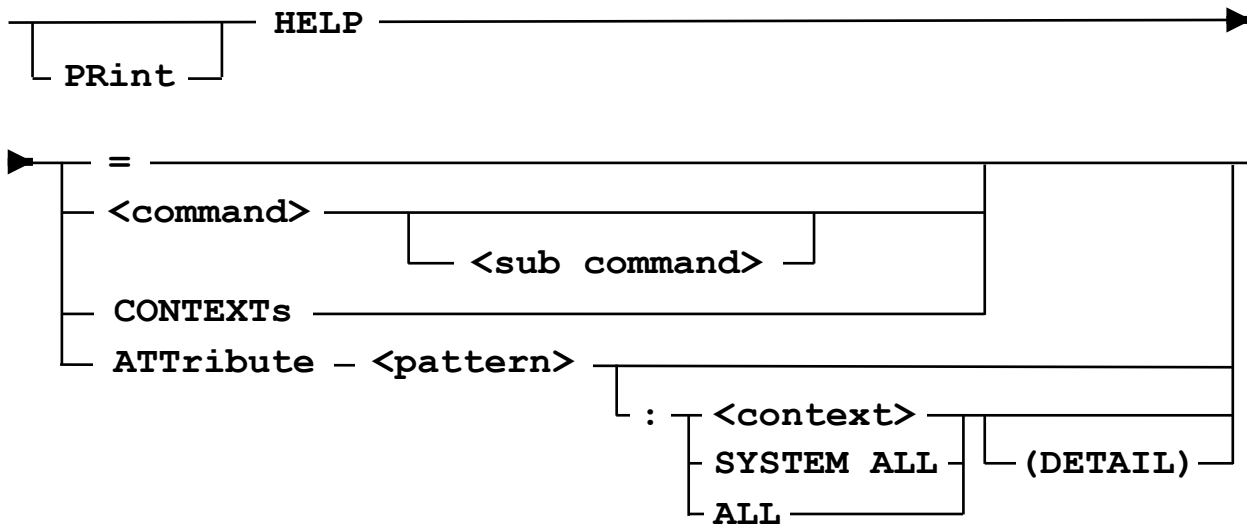 HELP
PRint
=
<command>
<sub command>
CONTEXTs
ATTribute <pattern>
: <context>
SYSTEM ALL (DETAIL)
ALL